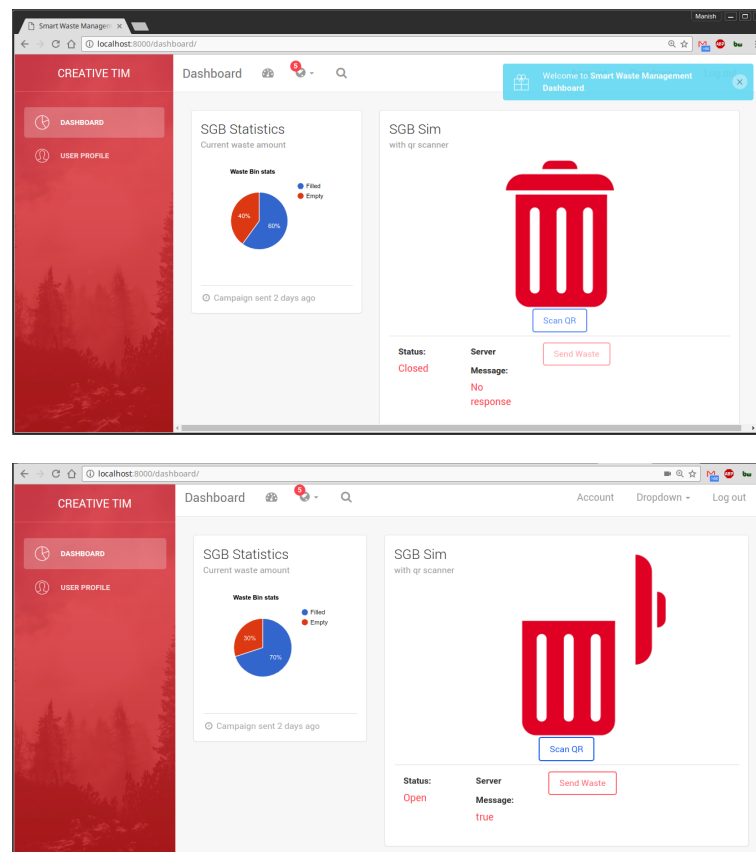 Smart Waste Managem
Manish
localhost:8000/dashboard/
CREATIVE TIM
Dashboard
5
Welcome to Smart Waste Management
Dashboard.
DASHBOARD
USER PROFILE
SGB Statistics
Current waste amount
Waste Bin stats
Filled
Empty
40%
60%
Campaign sent 2 days ago
SGB Sim
with qr scanner
Scan QR
Status:
Closed
Server
Message:
No
response
Send Waste
localhost:8000/dashboard/
CREATIVE TIM
Dashboard
5
Account
Dropdown
Log out
DASHBOARD
USER PROFILE
SGB Statistics
Current waste amount
Waste Bin stats
Filled
Empty
30%
70%
Campaign sent 2 days ago
SGB Sim
with qr scanner
Scan QR
Status:
Open
Server
Message:
true
Send Waste